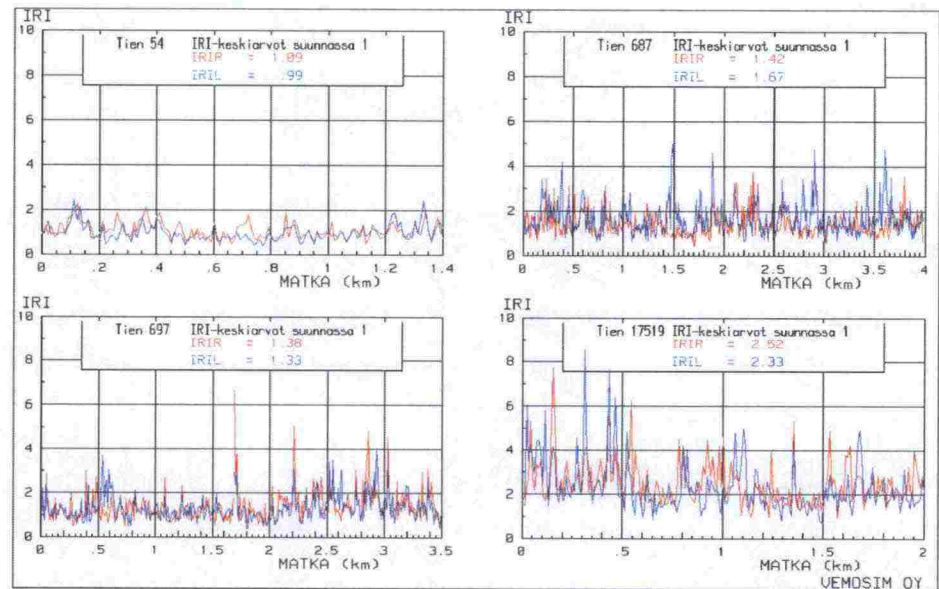 IRI
10
8
6
4
2
0
Tien 54 IRI-keskiarvot suunnassa 1
IRIR = 1.09
IRIL = .99
0 .2 .4 .6 .8 1 1.2 1.4
MATKA (km)
IRI
10
8
6
4
2
0
Tien 687 IRI-keskiarvot suunnassa 1
IRIR = 1.42
IRIL = 1.67
0 .5 1 1.5 2 2.5 3 3.5 4
MATKA (km)
IRI
10
8
6
4
2
0
Tien 697 IRI-keskiarvot suunnassa 1
IRIR = 1.38
IRIL = 1.33
0 .5 1 1.5 2 2.5 3 3.5
MATKA (km)
IRI
10
8
6
4
2
0
Tien 17519 IRI-keskiarvot suunnassa 1
IRIR = 2.52
IRIL = 2.33
0 .5 1 1.5 2
MATKA (km)
VEMOSIM OY